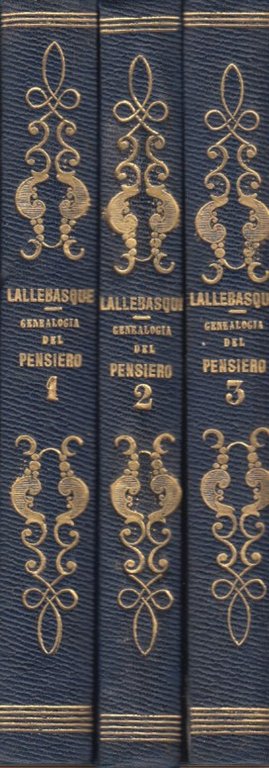 LALLEBASQUE
GENEALOGIA
DEL
PENSIERO
1
LALLEBASQUE
GENEALOGIA
DEL
PENSIERO
2
LALLEBASQUE
GENEALOGIA
DEL
PENSIERO
3